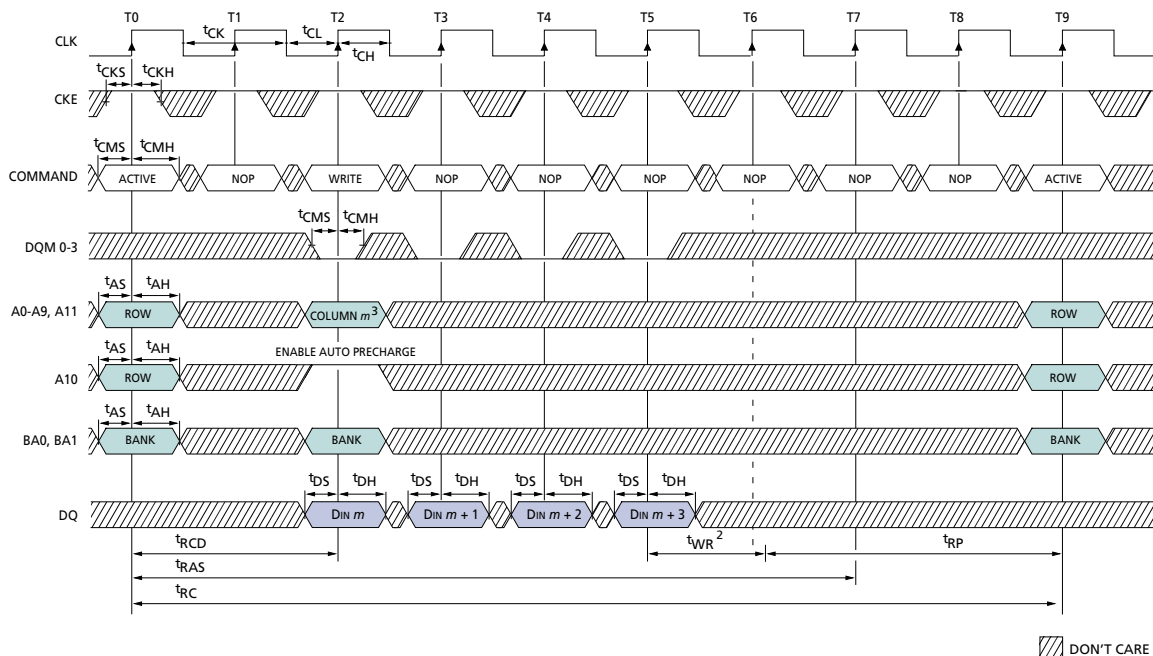 T0 T1 T2 T3 T4 T5 T6 T7 T8 T9
CLK
tCK tCL tCH
tCKS tCKH
CKE
tCMS tCMH
COMMAND ACTIVE NOP WRITE NOP NOP NOP NOP NOP NOP ACTIVE
tCMS tCMH
DQM 0-3
tAS tAH
A0-A9, A11 ROW COLUMN m3 ROW
tAS tAH ENABLE AUTO PRECHARGE
A10 ROW ROW
tAS tAH
BA0, BA1 BANK BANK BANK
tDS tDH tDS tDH tDS tDH tDS tDH
DQ DIN m DIN m + 1 DIN m + 2 DIN m + 3
tRCD tWR2 tRP
tRAS
tRC
DON'T CARE